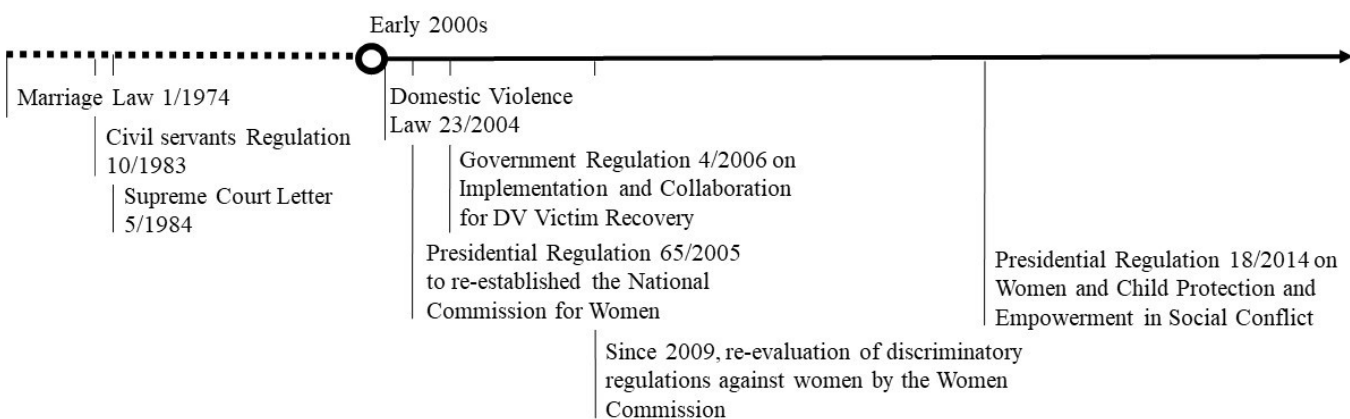 Early 2000s
Marriage Law 1/1974
Civil servants Regulation
10/1983
Supreme Court Letter
5/1984
Domestic Violence
Law 23/2004
Government Regulation 4/2006 on
Implementation and Collaboration
for DV Victim Recovery
Presidential Regulation 65/2005
to re-established the National
Commission for Women
Since 2009, re-evaluation of discriminatory
regulations against women by the Women
Commission
Presidential Regulation 18/2014 on
Women and Child Protection and
Empowerment in Social Conflict